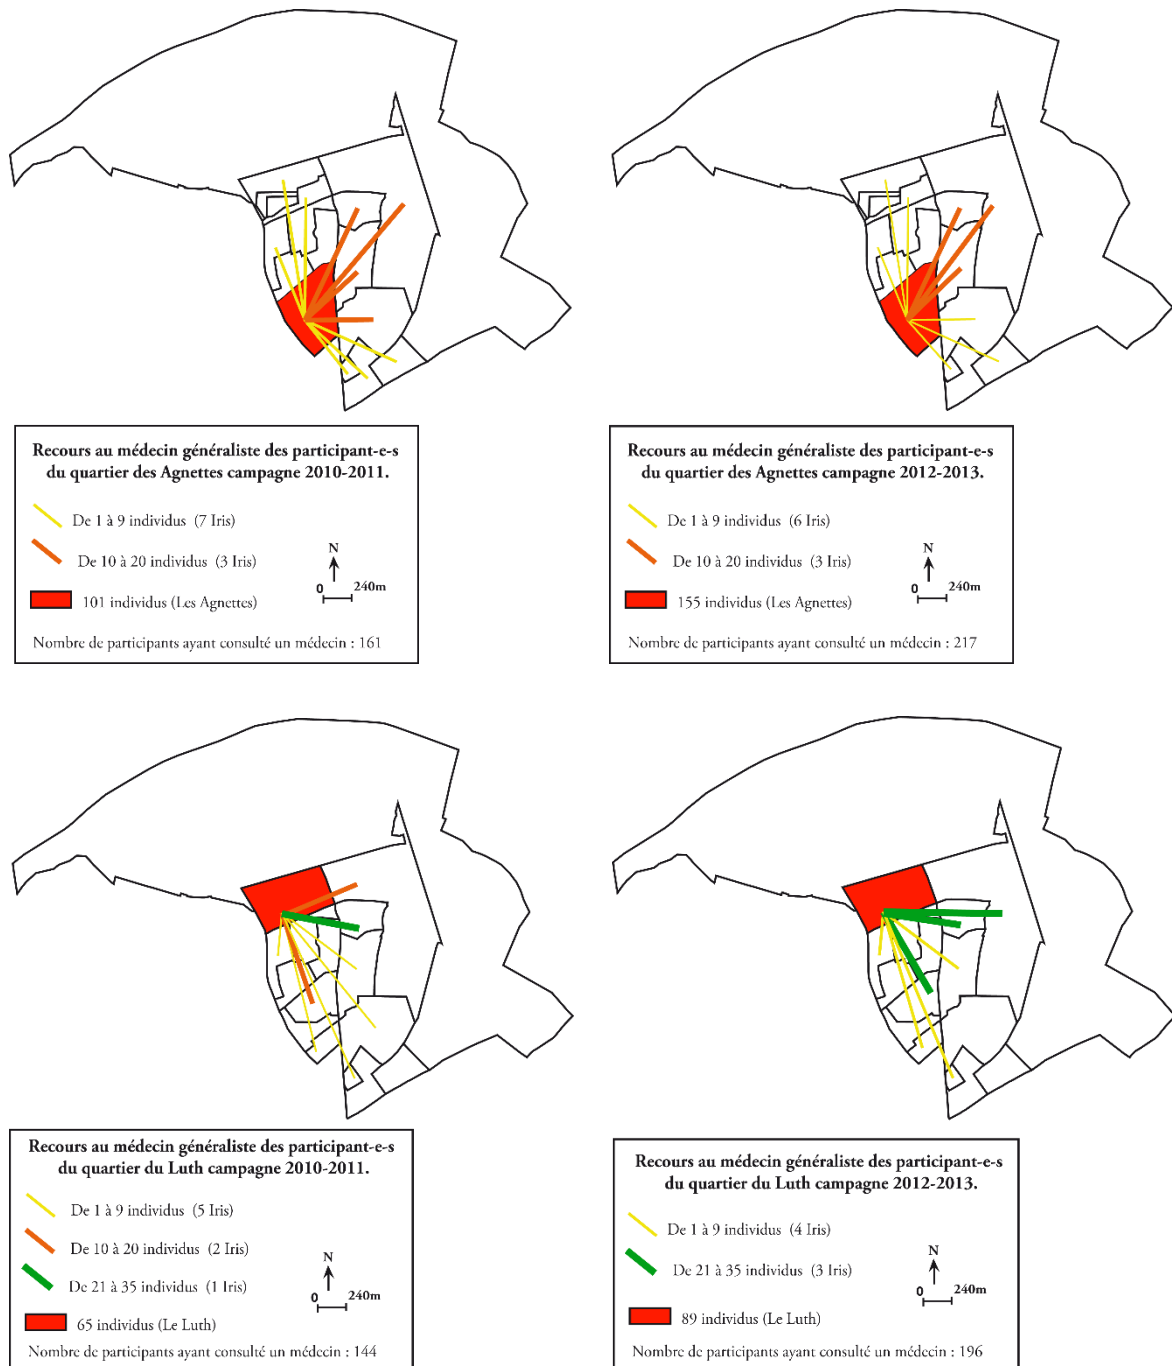 Recours au médecin généraliste des participant-e-s
du quartier des Agnettes campagne 2010-2011.
De 1 à 9 individus (7 Iris)
De 10 à 20 individus (3 Iris)
101 individus (Les Agnettes)
N
0 240m
Nombre de participants ayant consulté un médecin : 161
Recours au médecin généraliste des participant-e-s
du quartier des Agnettes campagne 2012-2013.
De 1 à 9 individus (6 Iris)
De 10 à 20 individus (3 Iris)
155 individus (Les Agnettes)
N
0 240m
Nombre de participants ayant consulté un médecin : 217
Recours au médecin généraliste des participant-e-s
du quartier du Luth campagne 2010-2011.
De 1 à 9 individus (5 Iris)
De 10 à 20 individus (2 Iris)
De 21 à 35 individus (1 Iris)
65 individus (Le Luth)
N
0 240m
Nombre de participants ayant consulté un médecin : 144
Recours au médecin généraliste des participant-e-s
du quartier du Luth campagne 2012-2013.
De 1 à 9 individus (4 Iris)
De 21 à 35 individus (3 Iris)
89 individus (Le Luth)
N
0 240m
Nombre de participants ayant consulté un médecin : 196